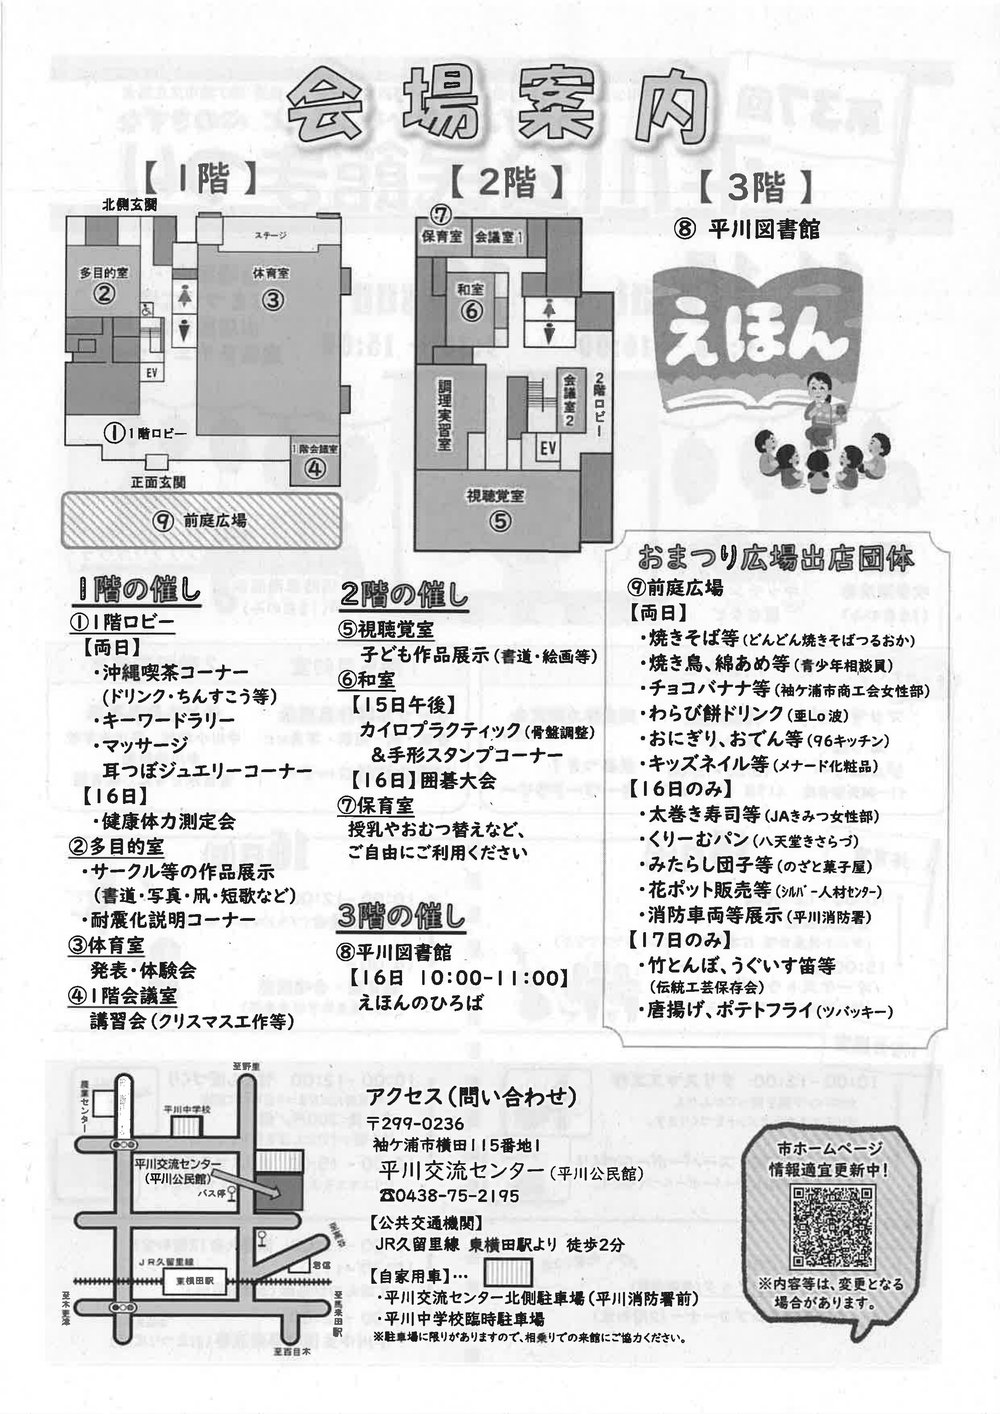 会場案内
【1階】
北側玄関
ステージ
多目的室
②
体育室
③
EV
①1階ロビー
1階会議室
④
正面玄関
⑨ 前庭広場
【2階】
⑦
保育室
会議室1
和室
⑥
調理実習室
会議室2
2階ロビー
EV
視聴覚室
⑤
【3階】
⑧ 平川図書館
えほん
1階の催し
①1階ロビー
【両日】
・沖縄喫茶コーナー
(ドリンク・ちんすこう等)
・キーワードラリー
・マッサージ
耳つぼジュエリーコーナー
【16日】
・健康体力測定会
②多目的室
・サークル等の作品展示
(書道・写真・凧・短歌など)
・耐震化説明コーナー
③体育室
発表・体験会
④1階会議室
講習会(クリスマス工作等)
2階の催し
⑤視聴覚室
子ども作品展示(書道・絵画等)
⑥和室
【15日午後】
カイロプラクティック(骨盤調整)
&手形スタンプコーナー
【16日】囲碁大会
⑦保育室
授乳やおむつ替えなど、
ご自由にご利用ください
3階の催し
⑧平川図書館
【16日 10:00-11:00】
えほんのひろば
おまつり広場出店団体
⑨前庭広場
【両日】
・焼きそば等(どんどん焼きそばつるおか)
・焼き鳥、綿あめ等(青少年相談員)
・チョコバナナ等(袖ケ浦市商工会女性部)
・わらび餅ドリンク(亜Lo波)
・おにぎり、おでん等(96キッチン)
・キッズネイル等(メナード化粧品)
【16日のみ】
・太巻き寿司等(JAきみつ女性部)
・くりーむパン(八天堂きさらづ)
・みたらし団子等(のざと菓子屋)
・花ポット販売等(シルバー人材センター)
・消防車両等展示(平川消防署)
【17日のみ】
・竹とんぼ、うぐいす笛等
(伝統工芸保存会)
・唐揚げ、ポテトフライ(ツバッキー)
至野里
農業センター
平川中学校
平川交流センター
(平川公民館)
バス停
JR久留里線
東横田駅
君信
至木更津
至馬来田駅
至百目木
アクセス(問い合わせ)
〒299-0236
袖ケ浦市横田115番地1
平川交流センター(平川公民館)
☎0438-75-2195
【公共交通機関】
JR久留里線 東横田駅より 徒歩2分
【自家用車】…
・平川交流センター北側駐車場(平川消防署前)
・平川中学校臨時駐車場
※駐車場に限りがありますので、相乗りでの来館にご協力ください。
市ホームページ
情報適宜更新中!
※内容等は、変更となる
場合があります。